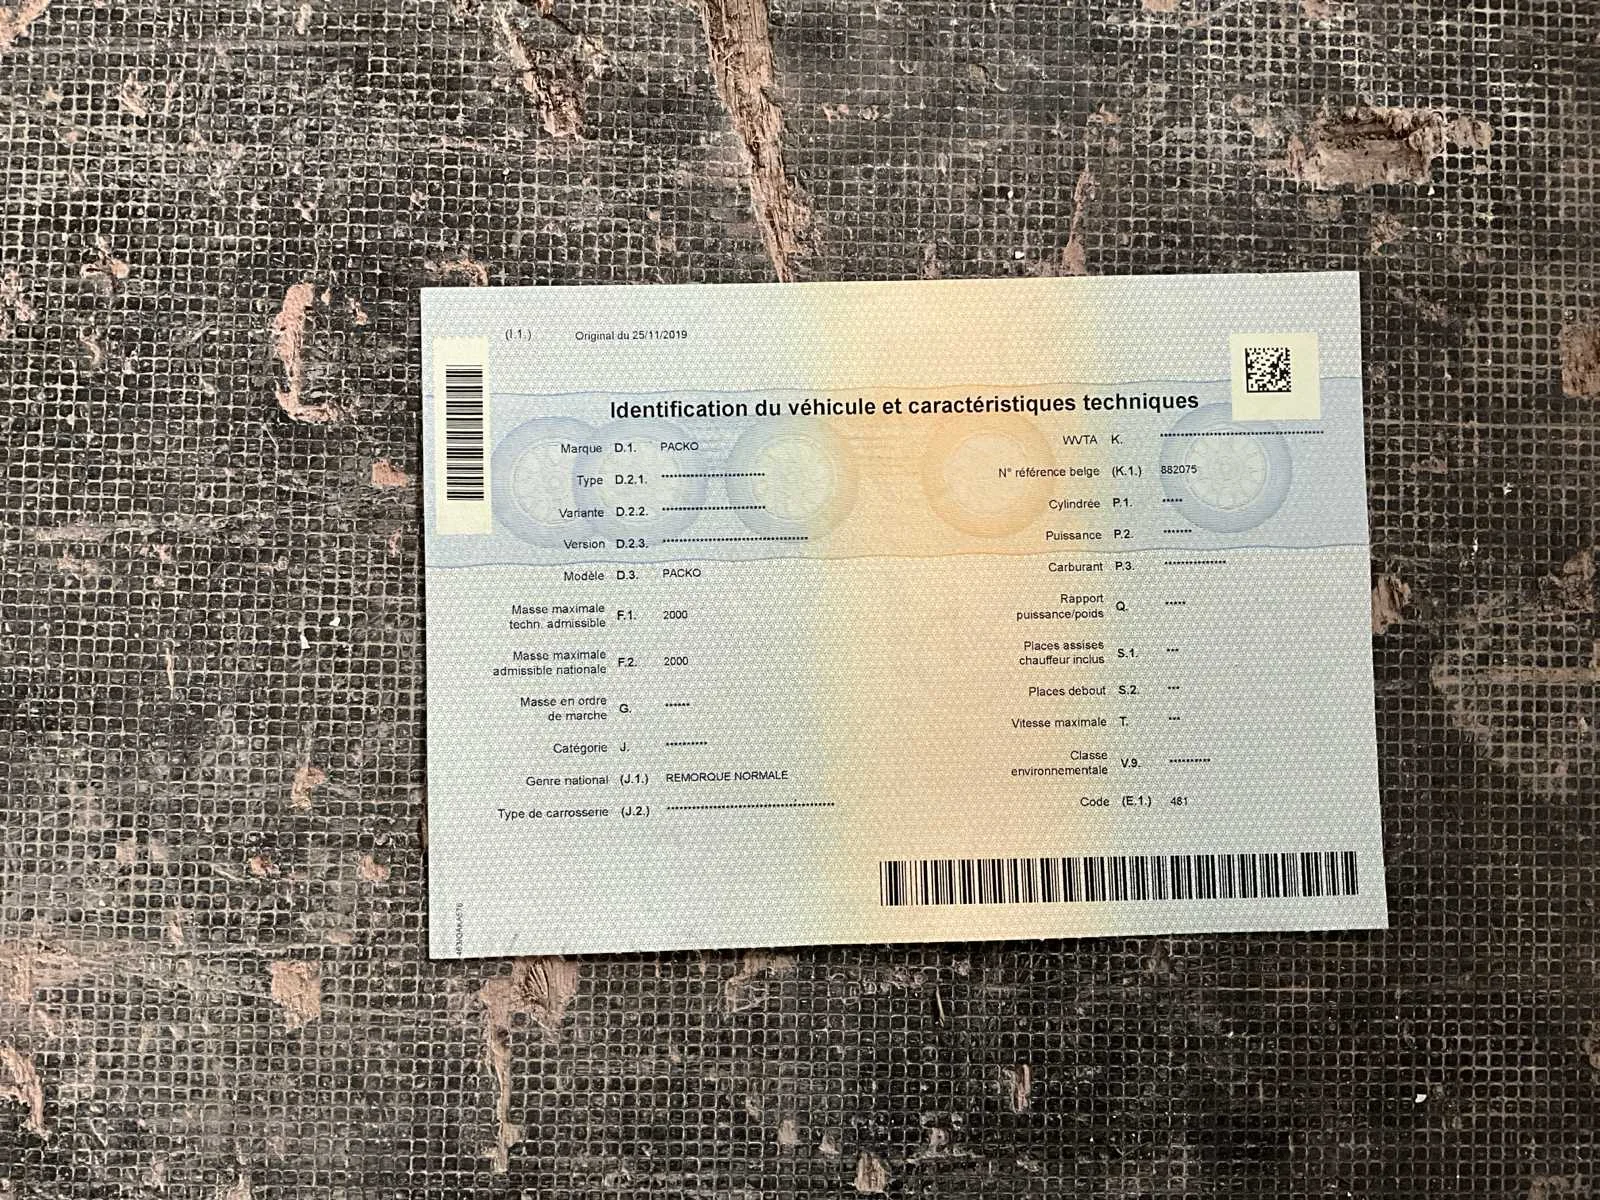 (I.1.) Original du 25/11/2019
Identification du véhicule et caractéristiques techniques
Marque D.1. PACKO
Type D.2.1. *************************
Variante D.2.2. *************************
Version D.2.3. ***********************************
Modèle D.3. PACKO
Masse maximale
techn. admissible F.1. 2000
Masse maximale
admissible nationale F.2. 2000
Masse en ordre
de marche G. ******
Catégorie J. **********
Genre national (J.1.) REMORQUE NORMALE
Type de carrosserie (J.2.) ****************************************
WVTA K. ***************************************
N° référence belge (K.1.) 882075
Cylindrée P.1. *****
Puissance P.2. *******
Carburant P.3. ***************
Rapport
puissance/poids Q. *****
Places assises
chauffeur inclus S.1. ***
Places debout S.2. ***
Vitesse maximale T. ***
Classe
environnementale V.9. **********
Code (E.1.) 481